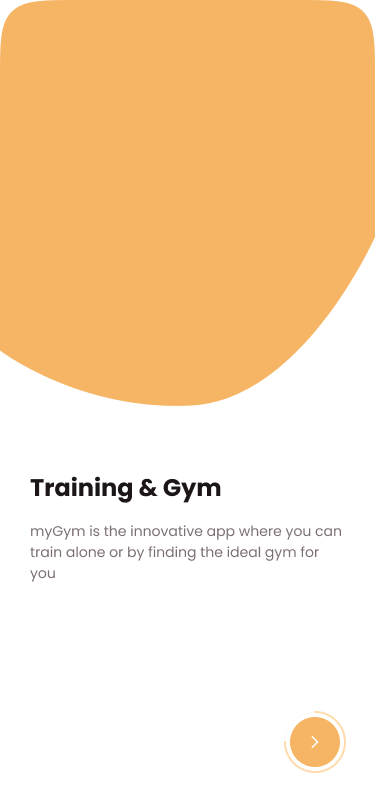 Training & Gym
myGym is the innovative app where you can
train alone or by finding the ideal gym for
you